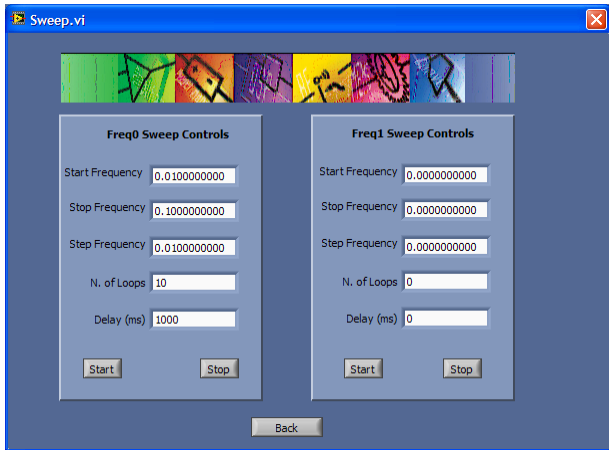 Sweep.vi
Freq0 Sweep Controls
Start Frequency 0.0100000000
Stop Frequency 0.1000000000
Step Frequency 0.0100000000
N. of Loops 10
Delay (ms) 1000
Start Stop
Freq1 Sweep Controls
Start Frequency 0.0000000000
Stop Frequency 0.0000000000
Step Frequency 0.0000000000
N. of Loops 0
Delay (ms) 0
Start Stop
Back